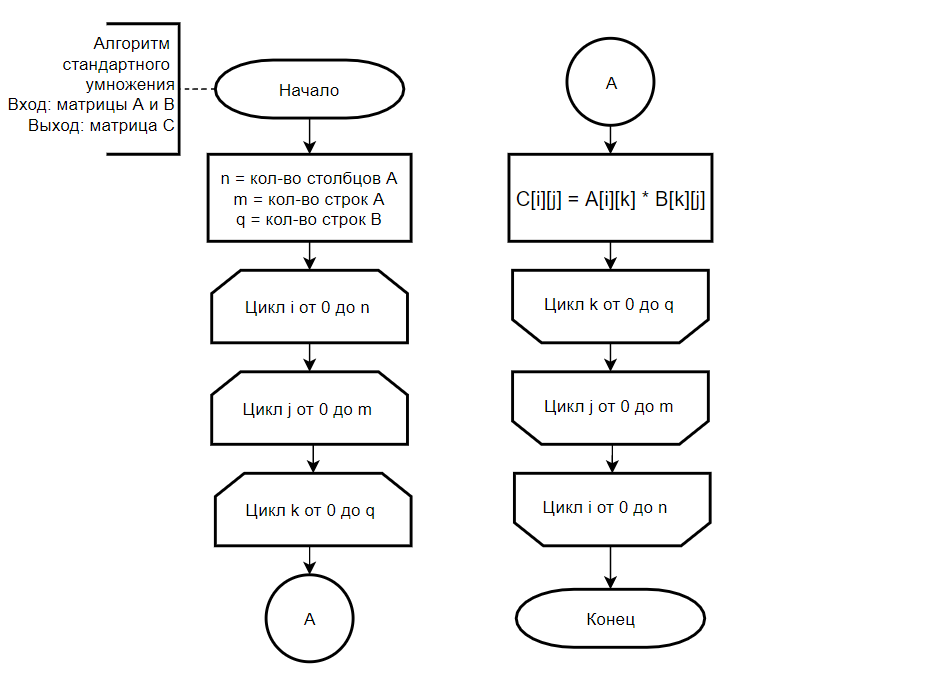 Алгоритм
стандартного
умножения
Вход: матрицы А и В
Выход: матрица С
Начало
n = кол-во столбцов А
m = кол-во строк А
q = кол-во строк В
Цикл i от 0 до n
Цикл j от 0 до m
Цикл k от 0 до q
А
А
C[i][j] = A[i][k] * B[k][j]
Цикл k от 0 до q
Цикл j от 0 до m
Цикл i от 0 до n
Конец